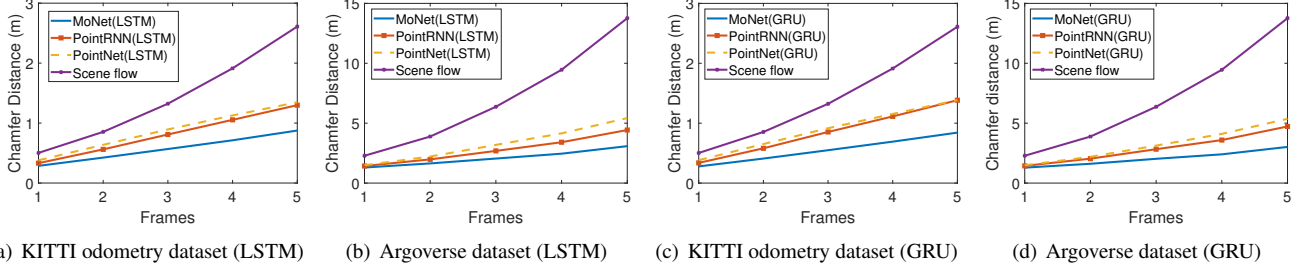 Chamfer Distance (m)
3
2
1
0
MoNet(LSTM)
PointRNN(LSTM)
PointNet(LSTM)
Scene flow
1 2 3 4 5
Frames
a) KITTI odometry dataset (LSTM)
Chamfer Distance (m)
15
10
5
0
MoNet(LSTM)
PointRNN(LSTM)
PointNet(LSTM)
Scene flow
1 2 3 4 5
Frames
(b) Argoverse dataset (LSTM)
Chamfer Distance (m)
3
2
1
0
MoNet(GRU)
PointRNN(GRU)
PointNet(GRU)
Scene flow
1 2 3 4 5
Frames
(c) KITTI odometry dataset (GRU)
Chamfer distance (m)
15
10
5
0
MoNet(GRU)
PointRNN(GRU)
PointNet(GRU)
Scene flow
1 2 3 4 5
Frames
(d) Argoverse dataset (GRU)